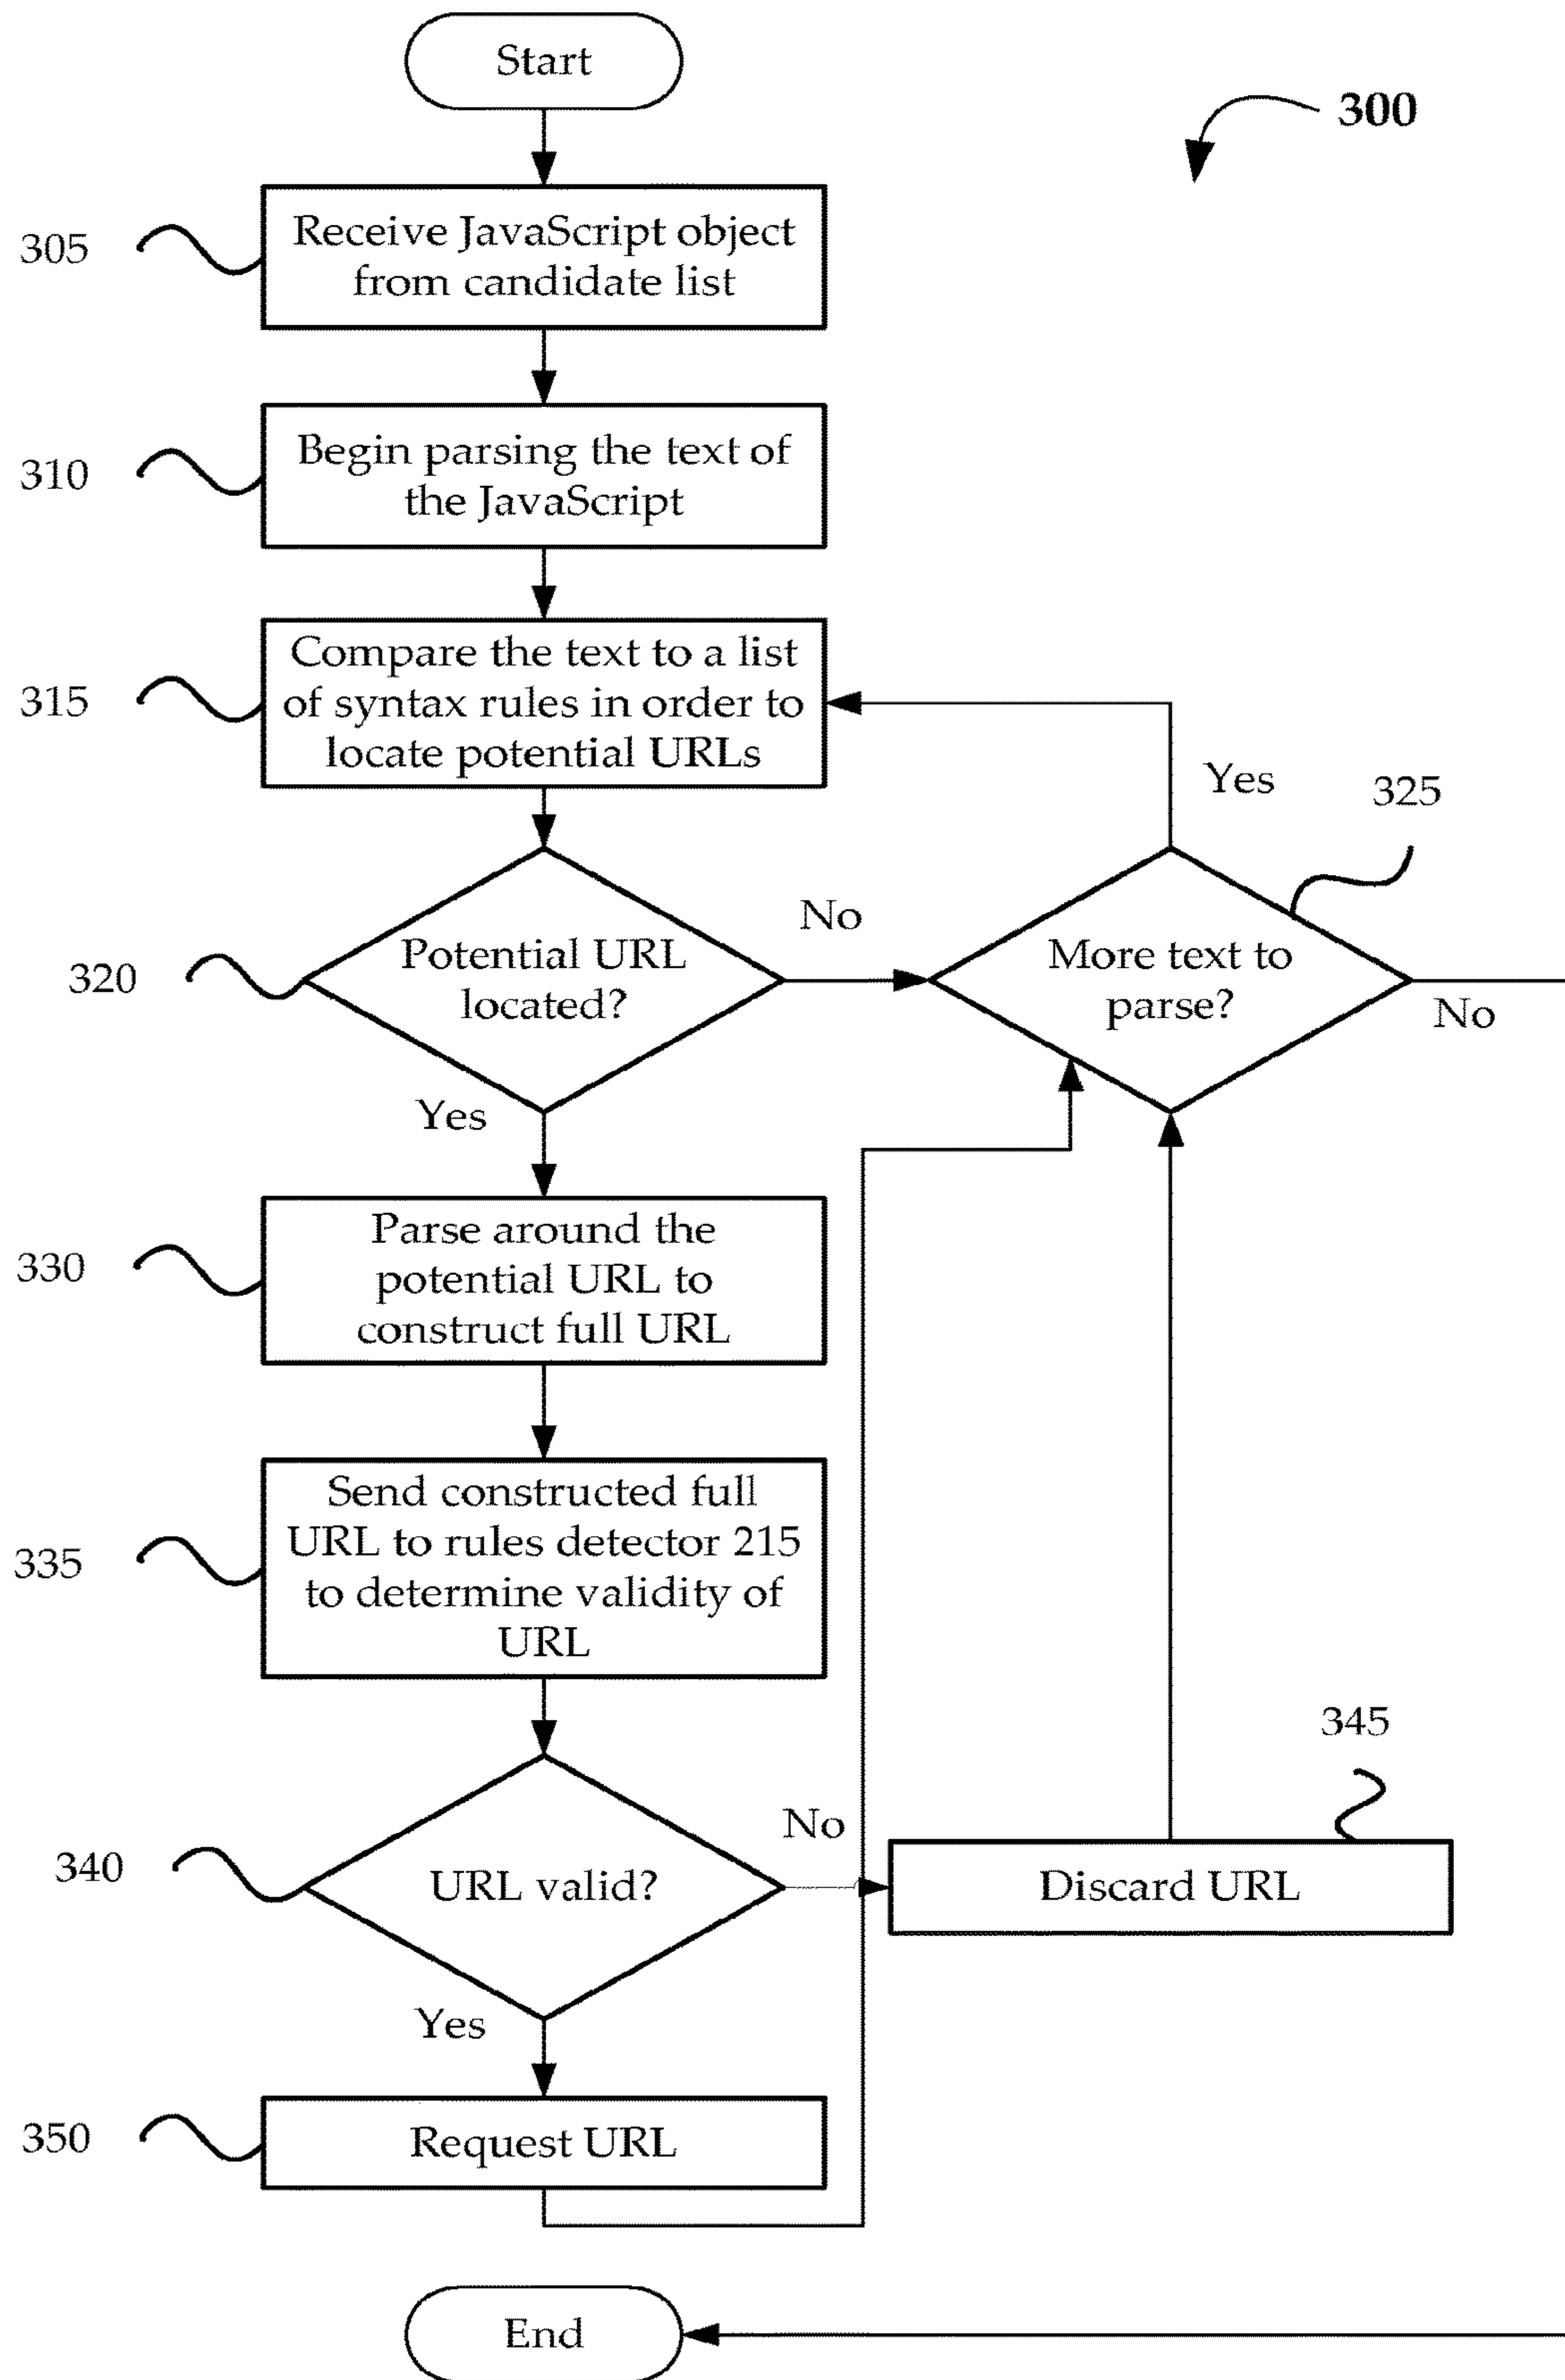 Start
300
305
Receive JavaScript object
from candidate list
310
Begin parsing the text of
the JavaScript
315
Compare the text to a list
of syntax rules in order to
locate potential URLs
Yes
325
320
Potential URL
located?
No
More text to
parse?
No
Yes
330
Parse around the
potential URL to
construct full URL
335
Send constructed full
URL to rules detector 215
to determine validity of
URL
345
340
URL valid?
No
Discard URL
Yes
350
Request URL
End